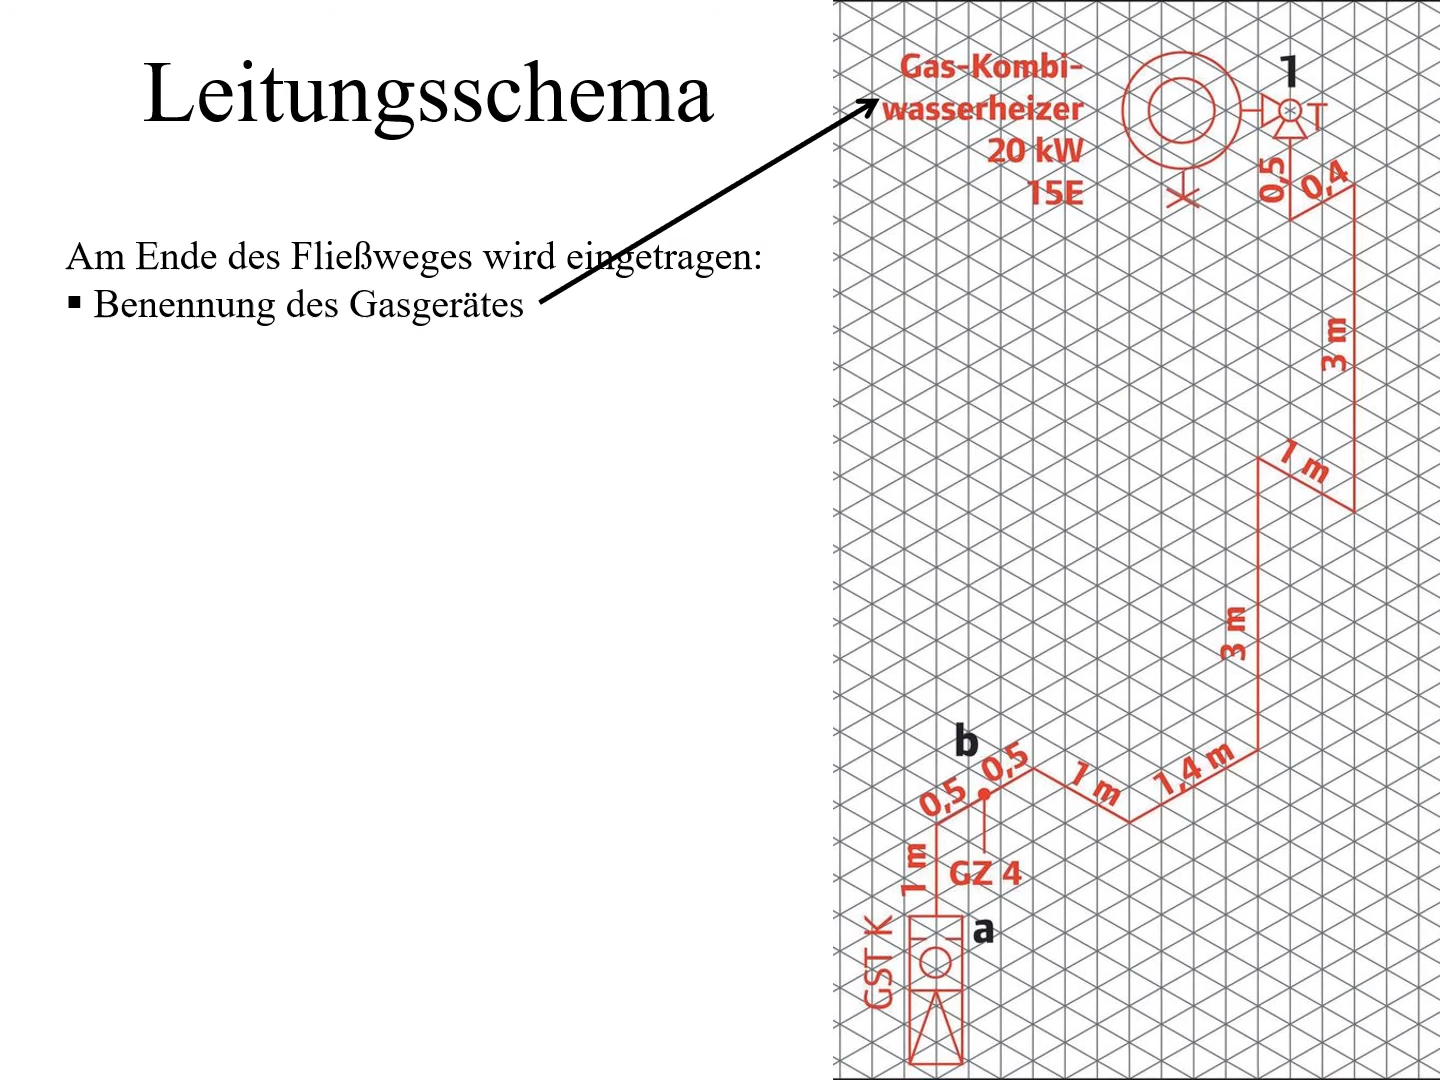 Leitungsschema
Am Ende des Fließweges wird eingetragen:
▪ Benennung des Gasgerätes
Gas-Kombi-
wasserheizer
20 kW
15E
1
T
0,5
0,4
3 m
1 m
3 m
b
0,5
0,5
1 m
1,4 m
1 m
GZ 4
a
GST K